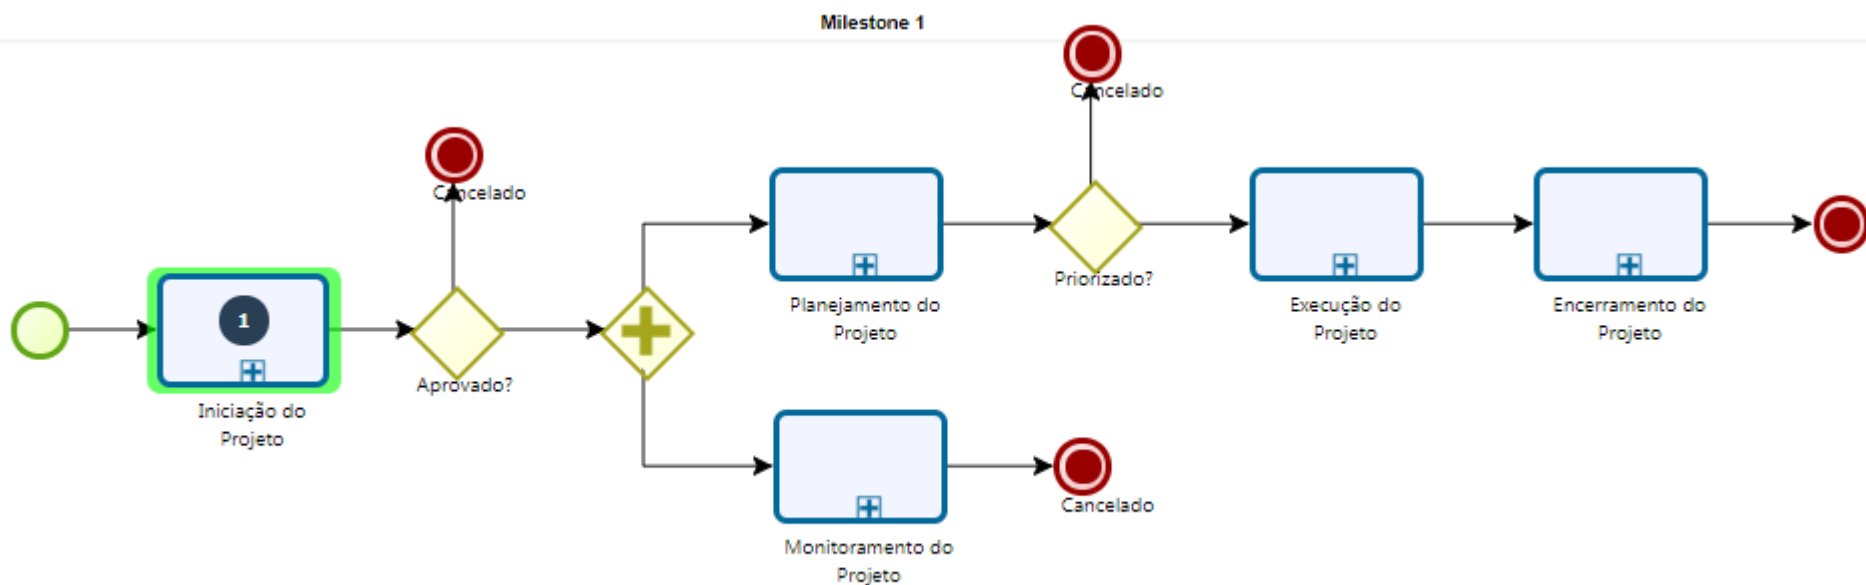 Milestone 1
Cancelado
Cancelado
Priorizado?
Planejamento do
Projeto
Execução do
Projeto
Encerramento do
Projeto
1
Aprovado?
Iniciação do
Projeto
Cancelado
Monitoramento do
Projeto